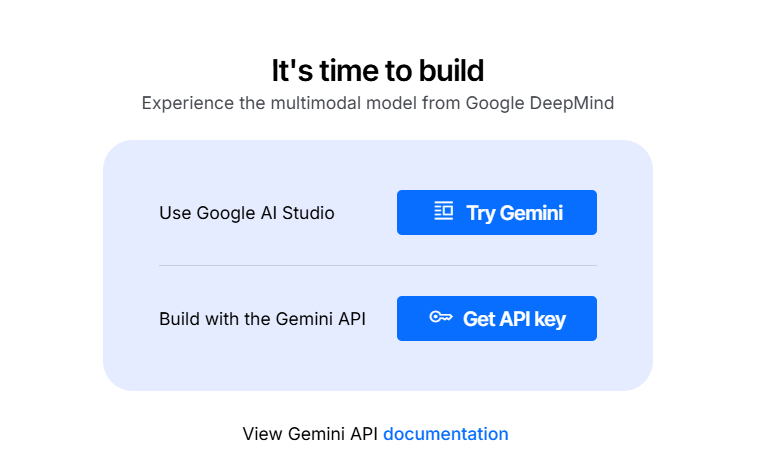 It's time to build
Experience the multimodal model from Google DeepMind
Use Google AI Studio
Try Gemini
Build with the Gemini API
Get API key
View Gemini API documentation